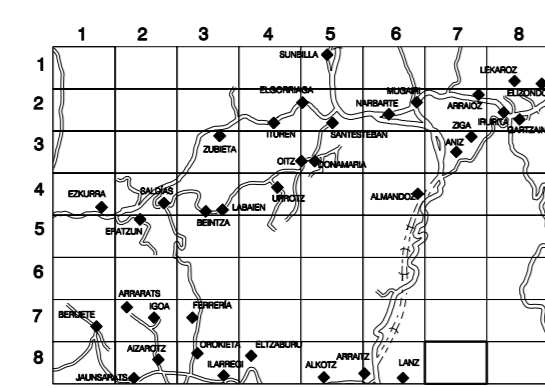 1 2 3 4 5 6 7 8
1
SUNBILLA
LEKAROZ
ELIZONDO
2
ELGORRIAGA
MUGAIRI
NARBARTE
ARRAIOZ
IRURITA
GARTZAIN
ITUREN
SANTESTEBAN
ZIGA
3
ZUBIETA
ANIZ
OITZ
DONAMARIA
4
EZKURRA
SALDIAS
URROTZ
ALMANDOZ
LABAIEN
BEINTZA
5
ERATZUN
6
ARRARATS
7
BERUETE
IGOA
FERRERÍA
8
AIZAROTZ
OROKIETA
ELTZABURU
ARRAITZ
ILARREGI
ALKOTZ
LANZ
JAUNSARATS